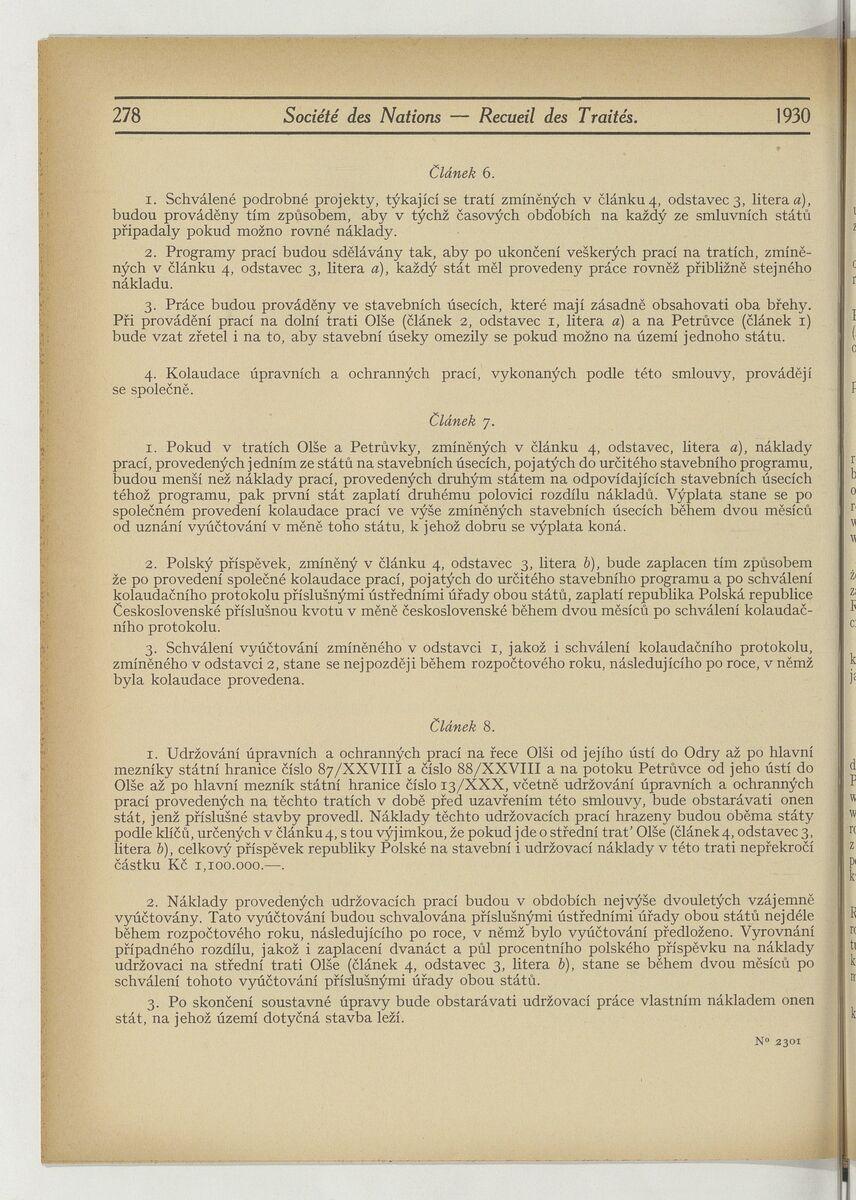 278 Société des Nations — Recueil des Traités. 1930
Článek 6.
1. Schválené podrobné projekty, týkající se tratí zmíněných v článku 4, odstavec 3, litera a),
budou prováděny tím způsobem, aby v týchž časových obdobích na každý ze smluvních států
připadaly pokud možno rovné náklady.
2. Programy prací budou sdělávány tak, aby po ukončení veškerých prací na tratích, zmíně-
ných v článku 4, odstavec 3, litera a), každý stát měl provedeny práce rovněž přibližně stejného
nákladu.
3. Práce budou prováděny ve stavebních úsecích, které mají zásadně obsahovati oba břehy.
Při provádění prací na dolní trati Olše (článek 2, odstavec 1, litera a) a na Petrůvce (článek 1)
bude vzat zřetel i na to, aby stavební úseky omezily se pokud možno na území jednoho státu.
4. Kolaudace úpravních a ochranných prací, vykonaných podle této smlouvy, provádějí
se společně.
Článek 7.
1. Pokud v tratích Olše a Petrůvky, zmíněných v článku 4, odstavec, litera a), náklady
prací, provedených jedním ze států na stavebních úsecích, pojatých do určitého stavebního programu,
budou menší než náklady prací, provedených druhým státem na odpovídajících stavebních úsecích
téhož programu, pak první stát zaplatí druhému polovici rozdílu nákladů. Výplata stane se po
společném provedení kolaudace prací ve výše zmíněných stavebních úsecích během dvou měsíců
od uznání vyúčtování v měně toho státu, k jehož dobru se výplata koná.
2. Polský příspěvek, zmíněný v článku 4, odstavec 3, litera b), bude zaplacen tím způsobem
že po provedení společné kolaudace prací, pojatých do určitého stavebního programu a po schválení
kolaudačního protokolu příslušnými ústředními úřady obou států, zaplatí republika Polská republice
Československé příslušnou kvotu v měně československé během dvou měsíců po schválení kolaudač-
ního protokolu.
3. Schválení vyúčtování zmíněného v odstavci 1, jakož i schválení kolaudačního protokolu,
zmíněného v odstavci 2, stane se nejpozději během rozpočtového roku, následujícího po roce, v němž
byla kolaudace provedena.
Článek 8.
1. Udržování úpravních a ochranných prací na řece Olši od jejího ústí do Odry až po hlavní
mezníky státní hranice číslo 87/XXVIII a číslo 88/XXVIII a na potoku Petrůvce od jeho ústí do
Olše až po hlavní mezník státní hranice číslo 13/XXX, včetně udržování úpravních a ochranných
prací provedených na těchto tratích v době před uzavřením této smlouvy, bude obstarávati onen
stát, jenž příslušné stavby provedl. Náklady těchto udržovacích prací hrazeny budou oběma státy
podle klíčů, určených v článku 4, s tou výjimkou, že pokud jde o střední trat' Olše (článek 4, odstavec 3,
litera b), celkový příspěvek republiky Polské na stavební i udržovací náklady v této trati nepřekročí
částku Kč 1,100.000.—.
2. Náklady provedených udržovacích prací budou v obdobích nejvýše dvouletých vzájemně
vyúčtovány. Tato vyúčtování budou schvalována příslušnými ústředními úřady obou států nejdéle
během rozpočtového roku, následujícího po roce, v němž bylo vyúčtování předloženo. Vyrovnání
případného rozdílu, jakož i zaplacení dvanáct a půl procentního polského příspěvku na náklady
udržovaci na střední trati Olše (článek 4, odstavec 3, litera b), stane se během dvou měsíců po
schválení tohoto vyúčtování příslušnými úřady obou států.
3. Po skončení soustavné úpravy bude obstarávati udržovací práce vlastním nákladem onen
stát, na jehož území dotyčná stavba leží.
Nº 2301